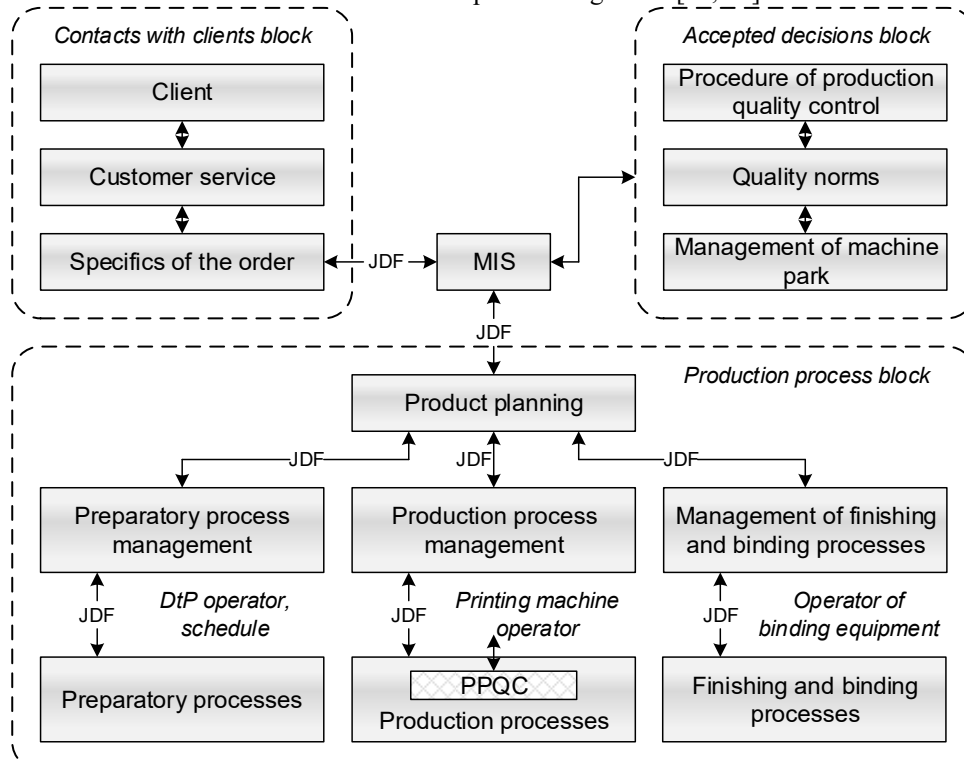 Contacts with clients block
Client
Customer service
Specifics of the order
JDF
MIS
Accepted decisions block
Procedure of production
quality control
Quality norms
Management of machine
park
JDF
Production process block
Product planning
JDF
JDF
JDF
Preparatory process
management
Production process
management
Management of finishing
and binding processes
JDF
DtP operator,
schedule
JDF
Printing machine
operator
JDF
Operator of
binding equipment
Preparatory processes
PPQC
Production processes
Finishing and binding
processes